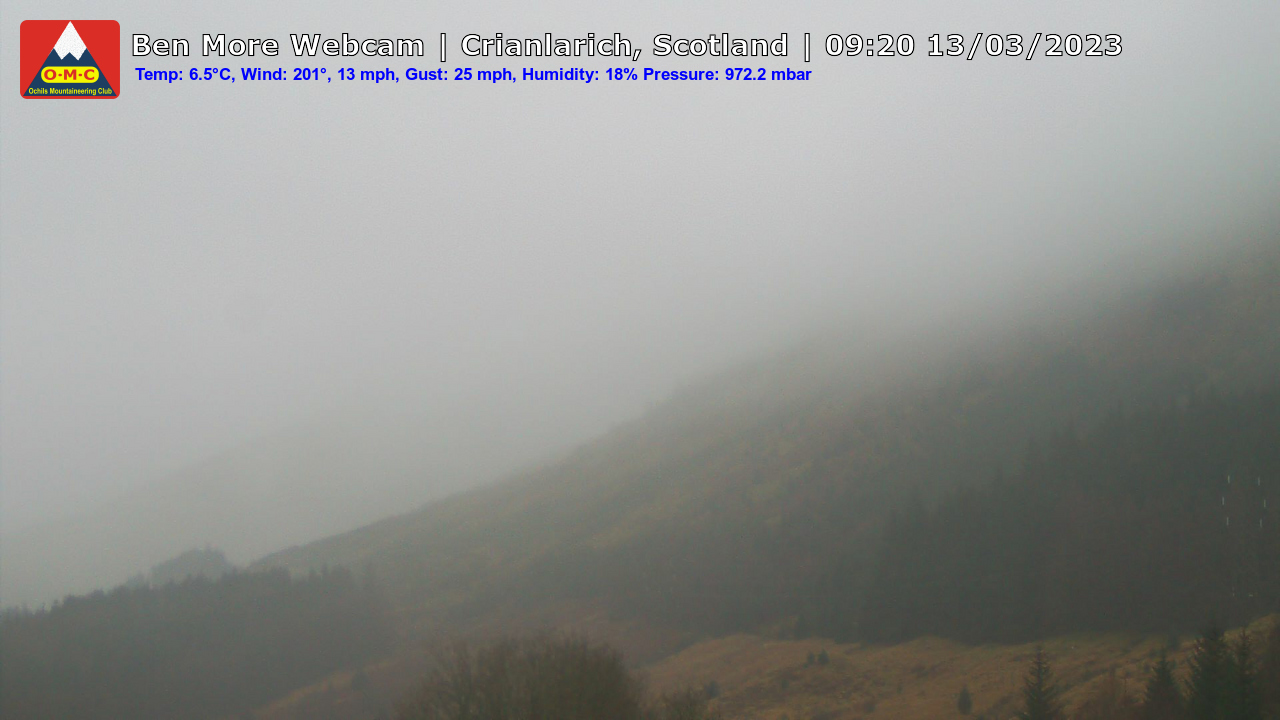 Ben More Webcam | Crianlarich, Scotland | 09:20 13/03/2023
Temp: 6.5°C, Wind: 201°, 13 mph, Gust: 25 mph, Humidity: 18% Pressure: 972.2 mbar
O-M-C
Ochils Mountaineering Club